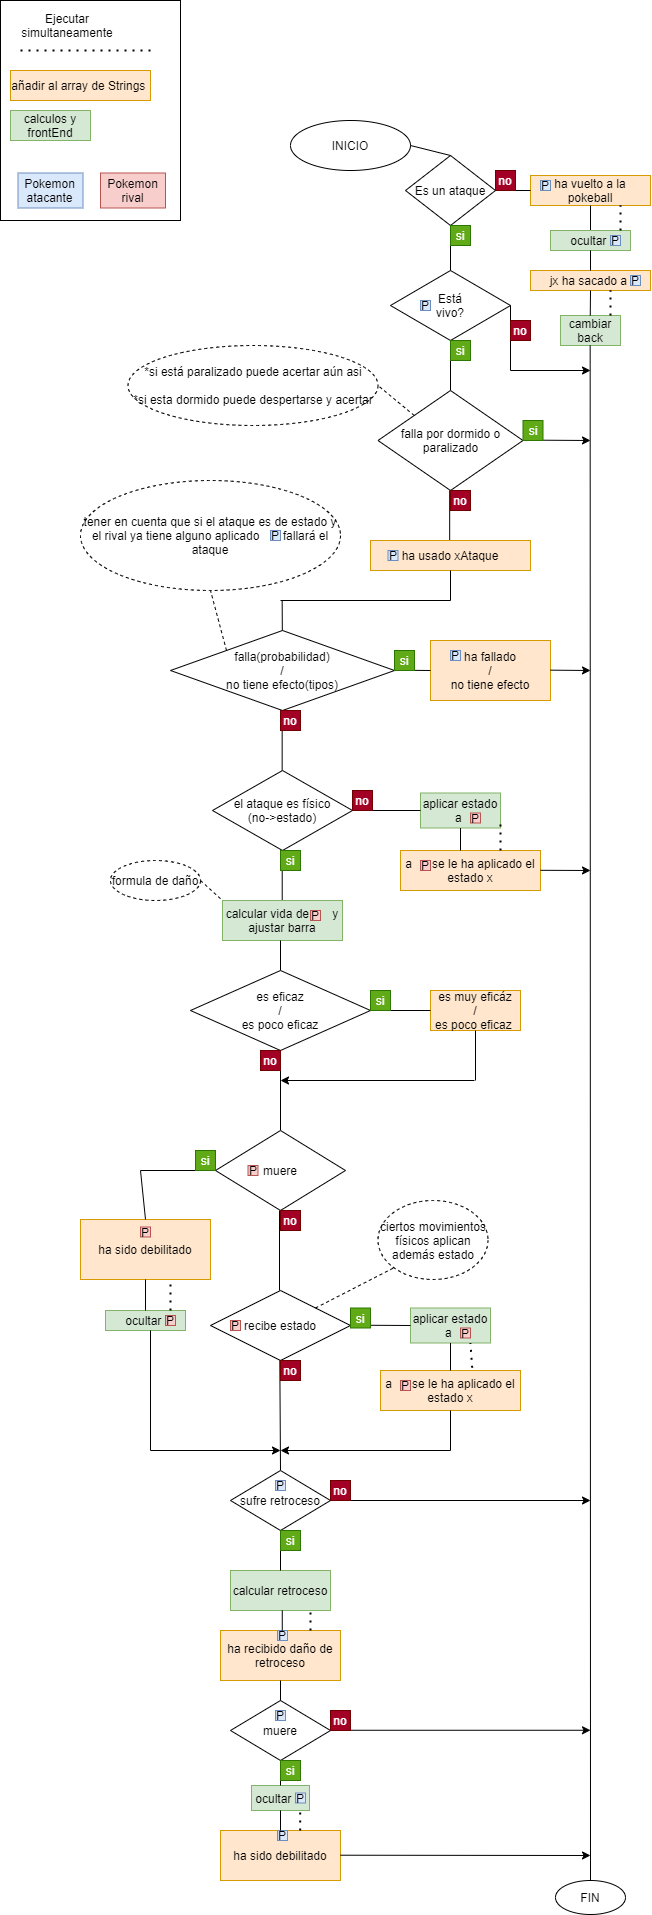 Ejecutar
simultaneamente
añadir al array de Strings
calculos y
frontEnd
Pokemon
atacante
Pokemon
rival
INICIO
Es un ataque
no
P ha vuelto a la
pokeball
si
ocultar P
jx ha sacado a P
P Está
vivo?
no
cambiar
back
si
*si está paralizado puede acertar aún asi
*si esta dormido puede despertarse y acertar
falla por dormido o
paralizado
si
no
tener en cuenta que si el ataque es de estado y
el rival ya tiene alguno aplicado P fallará el
ataque
P ha usado xAtaque
falla(probabilidad)
/
no tiene efecto(tipos)
si
P ha fallado
/
no tiene efecto
no
el ataque es físico
(no->estado)
no
aplicar estado
a P
si
a P se le ha aplicado el
estado x
formula de daño
calcular vida de P y
ajustar barra
es eficaz
/
es poco eficaz
si
es muy eficáz
/
es poco eficaz
no
si
P muere
no
P
ha sido debilitado
ciertos movimientos
físicos aplican
además estado
ocultar P
P recibe estado
si
aplicar estado
a P
no
a P se le ha aplicado el
estado x
P
sufre retroceso
no
si
calcular retroceso
P
ha recibido daño de
retroceso
P
muere
no
si
ocultar P
P
ha sido debilitado
FIN